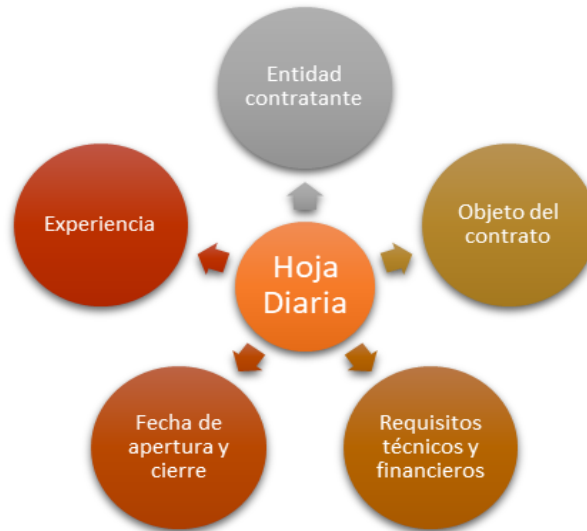 Entidad
contratante
Experiencia
Objeto del
contrato
Hoja
Diaria
Fecha de
apertura y
cierre
Requisitos
técnicos y
financieros